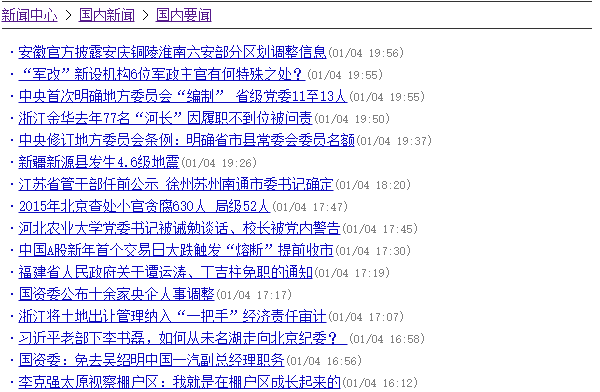 新闻中心 > 国内新闻 > 国内要闻
·安徽官方披露安庆铜陵淮南六安部分区划调整信息(01/04 19:56)
·“军改”新设机构6位军政主官有何特殊之处？(01/04 19:55)
·中央首次明确地方委员会“编制” 省级党委11至13人(01/04 19:55)
·浙江金华去年77名“河长”因履职不到位被问责(01/04 19:50)
·中央修订地方委员会条例：明确省市县常委会委员名额(01/04 19:37)
·新疆新源县发生4.6级地震(01/04 19:26)
·江苏省管干部任前公示 徐州苏州南通市委书记确定(01/04 18:20)
·2015年北京查处小官贪腐630人 局级52人(01/04 17:47)
·河北农业大学党委书记被诫勉谈话、校长被党内警告(01/04 17:45)
·中国A股新年首个交易日大跌触发“熔断”提前收市(01/04 17:30)
·福建省人民政府关于谭运涛、丁吉柱免职的通知(01/04 17:19)
·国资委公布十余家央企人事调整(01/04 17:17)
·浙江将土地出让管理纳入“一把手”经济责任审计(01/04 17:07)
·习近平老部下李书磊，如何从未名湖走向北京纪委？ (01/04 16:58)
·国资委：免去吴绍明中国一汽副总经理职务(01/04 16:56)
·李克强太原视察棚户区：我就是在棚户区成长起来的(01/04 16:12)